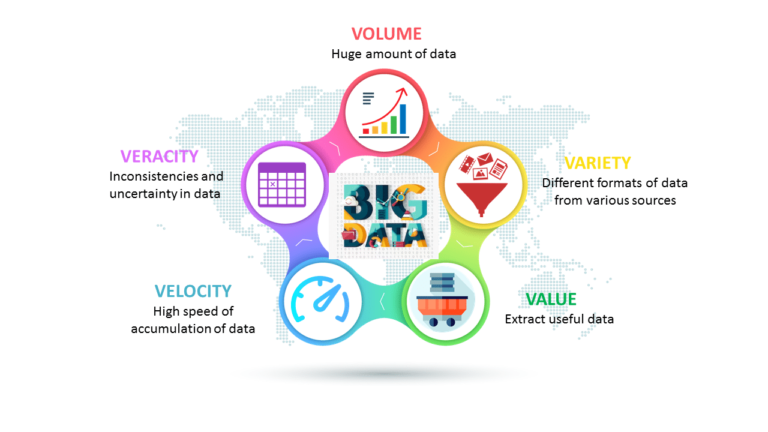 VOLUME
Huge amount of data
VERACITY
Inconsistencies and
uncertainty in data
VARIETY
Different formats of data
from various sources
BIG
DATA
VELOCITY
High speed of
accumulation of data
VALUE
Extract useful data